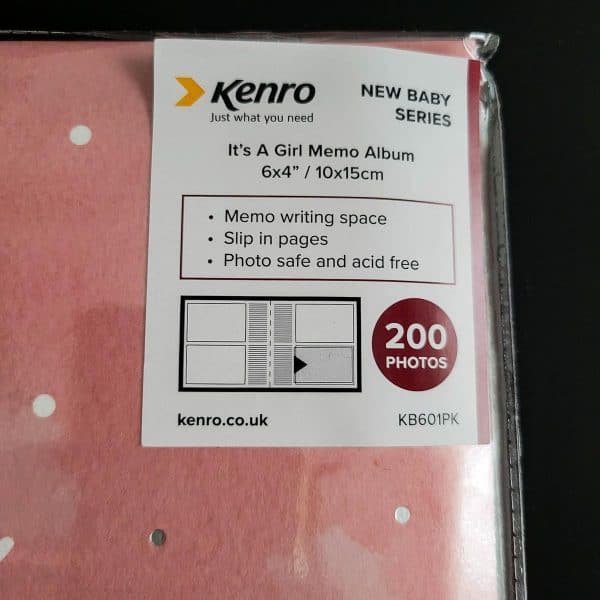 Kenro
Just what you need
NEW BABY
SERIES
It's A Girl Memo Album
6x4" / 10x15cm
• Memo writing space
• Slip in pages
• Photo safe and acid free
200
PHOTOS
kenro.co.uk
KB601PK